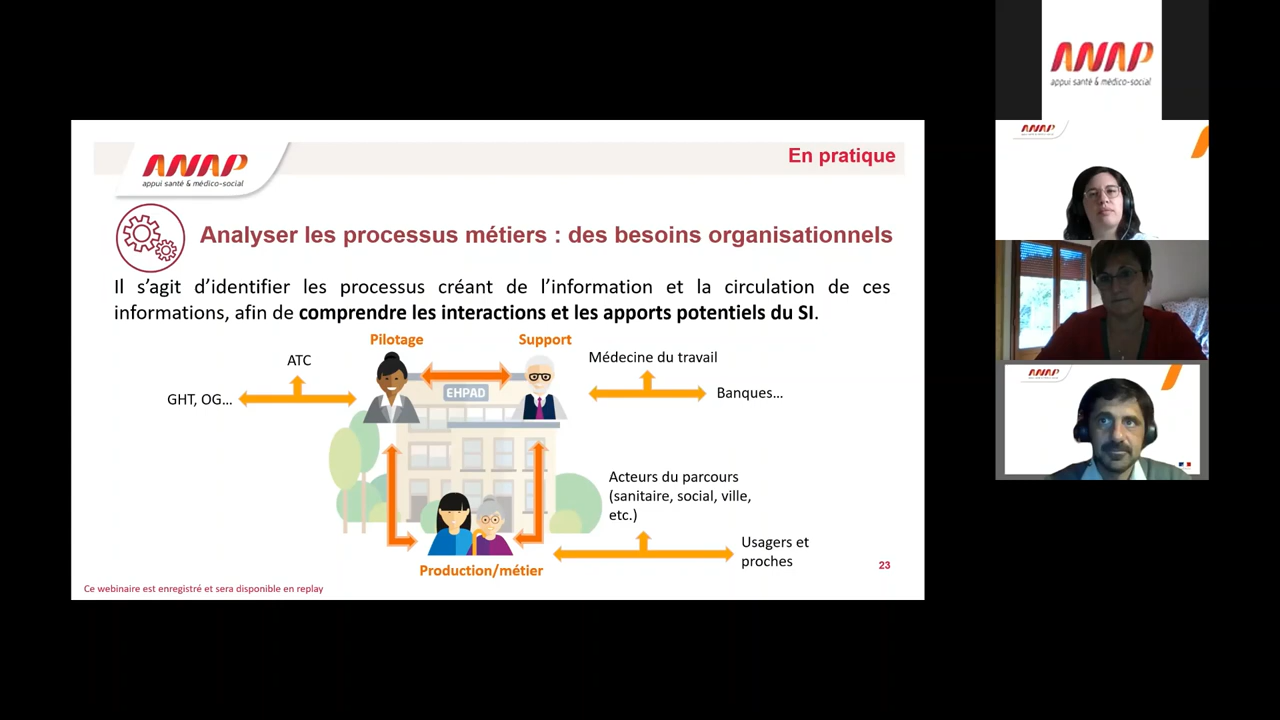 ANAP
appui santé & médico-social
En pratique
Analyser les processus métiers : des besoins organisationnels
Il s’agit d’identifier les processus créant de l’information et la circulation de ces
informations, afin de comprendre les interactions et les apports potentiels du SI.
Pilotage
Support
ATC
Médecine du travail
GHT, OG...
EHPAD
Banques...
Acteurs du parcours
(sanitaire, social, ville,
etc.)
Usagers et
proches
Production/métier
23
Ce webinaire est enregistré et sera disponible en replay
ANAP
appui santé & médico-social
ANAP
ANAP